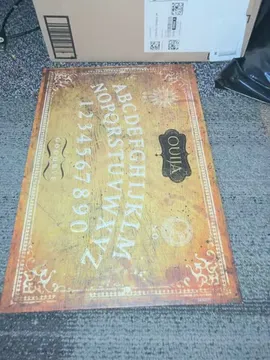 OUIJA
ABCDEFGHIJKLM
NOPQRSTUVWXYZ
1234567890